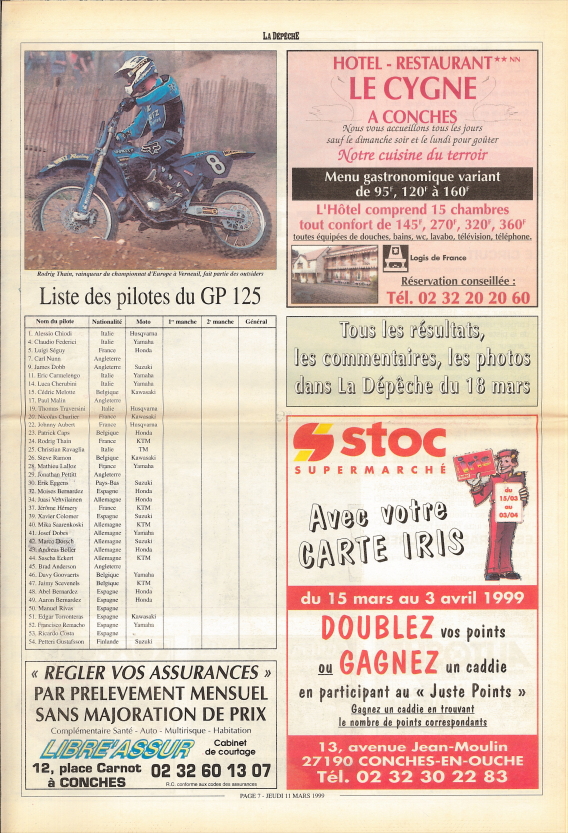 LA DÉPÊCHE
8
Rodrig Thain, vainqueur du championnat d'Europe à Verneuil, fait partie des outsiders
Liste des pilotes du GP 125
Nom du pilote Nationalité Moto 1re manche 2e manche Général
1. Alessio Chiodi Italie Husqvarna
4. Claudio Federici Italie Yamaha
5. Luigi Séguy France Honda
7. Carl Nunn Angleterre
9. James Dobb Angleterre Suzuki
11. Eric Camerlengo Italie Yamaha
14. Luca Cherubini Italie Yamaha
15. Cédric Melotte Belgique Kawasaki
17. Paul Malin Angleterre
19. Thomas Traversini Italie Husqvarna
20. Nicolas Charlier France Kawasaki
22. Johnny Aubert France Husqvarna
23. Patrick Caps Belgique Honda
24. Rodrig Thain France KTM
25. Christian Ravaglia Italie TM
26. Steve Ramon Belgique Kawasaki
28. Mathieu Lalloz France Yamaha
29. Jonathan Pettitt Angleterre
30. Erik Eggens Pays-Bas Suzuki
32. Moises Bernardez Espagne Honda
34. Jussi Vehvilainen Allemagne Honda
37. Jérôme Hémery France KTM
39. Xavier Colomer Espagne Suzuki
40. Mika Suarenkoski Allemagne KTM
41. Josef Dobes Allemagne Yamaha
42. Marco Dorsch Allemagne Suzuki
43. Andreas Boller Allemagne Honda
44. Sascha Eckert Allemagne KTM
45. Brad Anderson Angleterre
46. Davy Gouvaerts Belgique Yamaha
47. Jaimy Scevenels Belgique KTM
48. Abel Bernardez Espagne Honda
49. Aaron Bernardez Espagne Honda
50. Manuel Rivas Espagne
51. Edgar Torronteras Espagne Kawasaki
52. Francisco Remacho Espagne Yamaha
53. Ricardo Costa Espagne
54. Petteri Gustafsson Finlande Suzuki
« REGLER VOS ASSURANCES »
PAR PRELEVEMENT MENSUEL
SANS MAJORATION DE PRIX
Complémentaire Santé - Auto - Multirisque - Habitation
LIBRE'ASSUR Cabinet
de courtage
12, place Carnot
à CONCHES
02 32 60 13 07
R.C. conforme aux codes des assurances
HOTEL - RESTAURANT ** NN
LE CYGNE
A CONCHES
Nous vous accueillons tous les jours
sauf le dimanche soir et le lundi pour goûter
Notre cuisine du terroir
Menu gastronomique variant
de 95F, 120F à 160F
L'Hôtel comprend 15 chambres
tout confort de 145F, 270F, 320F, 360F
toutes équipées de douches, bains, wc, lavabo, télévision, téléphone.
Logis de France
Réservation conseillée :
Tél. 02 32 20 20 60
Tous les résultats,
les commentaires, les photos
dans La Dépêche du 18 mars
stoc
SUPERMARCHÉ
du
15/03
au
03/04
Avec votre
CARTE IRIS
du 15 mars au 3 avril 1999
DOUBLEZ vos points
ou GAGNEZ un caddie
en participant au « Juste Points »
Gagnez un caddie en trouvant
le nombre de points correspondants
13, avenue Jean-Moulin
27190 CONCHES-EN-OUCHE
Tél. 02 32 30 22 83
PAGE 7 - JEUDI 11 MARS 1999